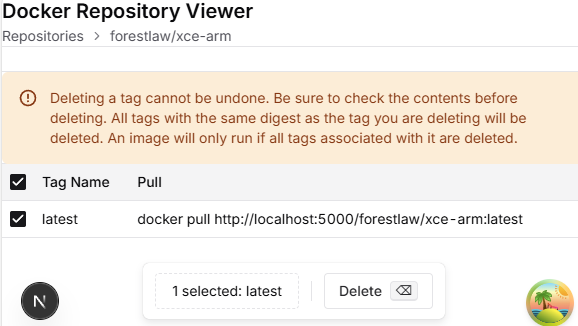 Docker Repository Viewer
Repositories > forestlaw/xce-arm
Deleting a tag cannot be undone. Be sure to check the contents before
deleting. All tags with the same digest as the tag you are deleting will be
deleted. An image will only run if all tags associated with it are deleted.
Tag Name Pull
latest docker pull http://localhost:5000/forestlaw/xce-arm:latest
1 selected: latest Delete ⌫
N